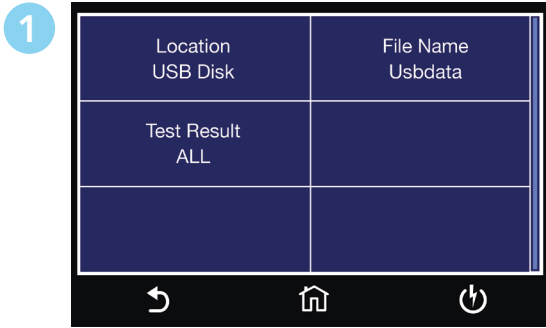 1
Location
USB Disk
File Name
Usbdata
Test Result
ALL